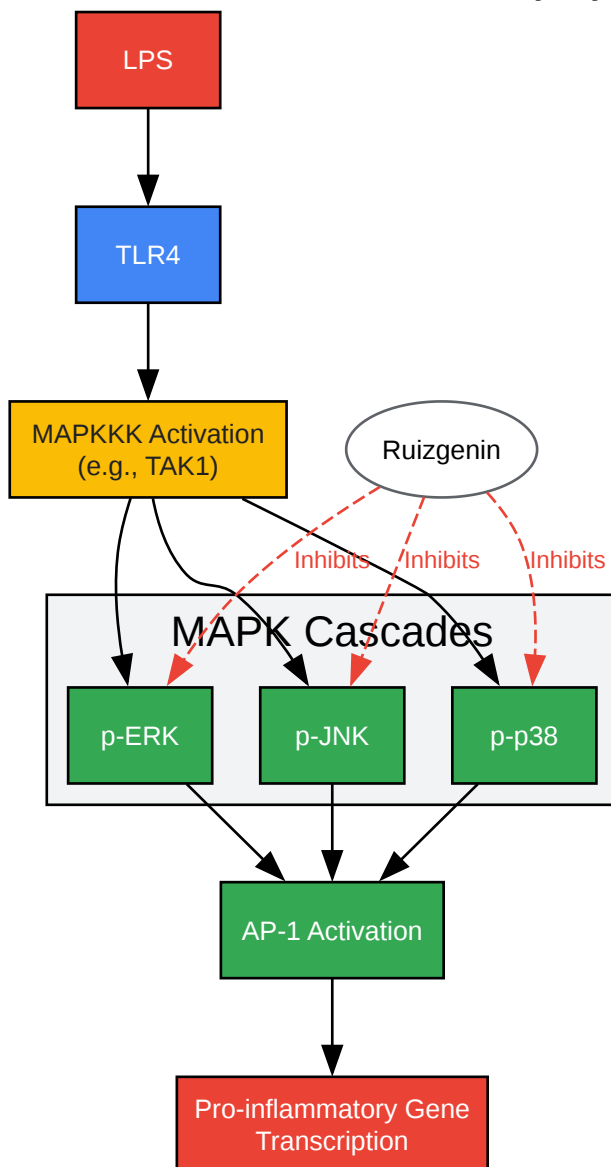 LPS
TLR4
MAPKKK Activation
(e.g., TAK1)
Ruizgenin
Inhibits
Inhibits
Inhibits
MAPK Cascades
p-ERK
p-JNK
p-p38
AP-1 Activation
Pro-inflammatory Gene
Transcription